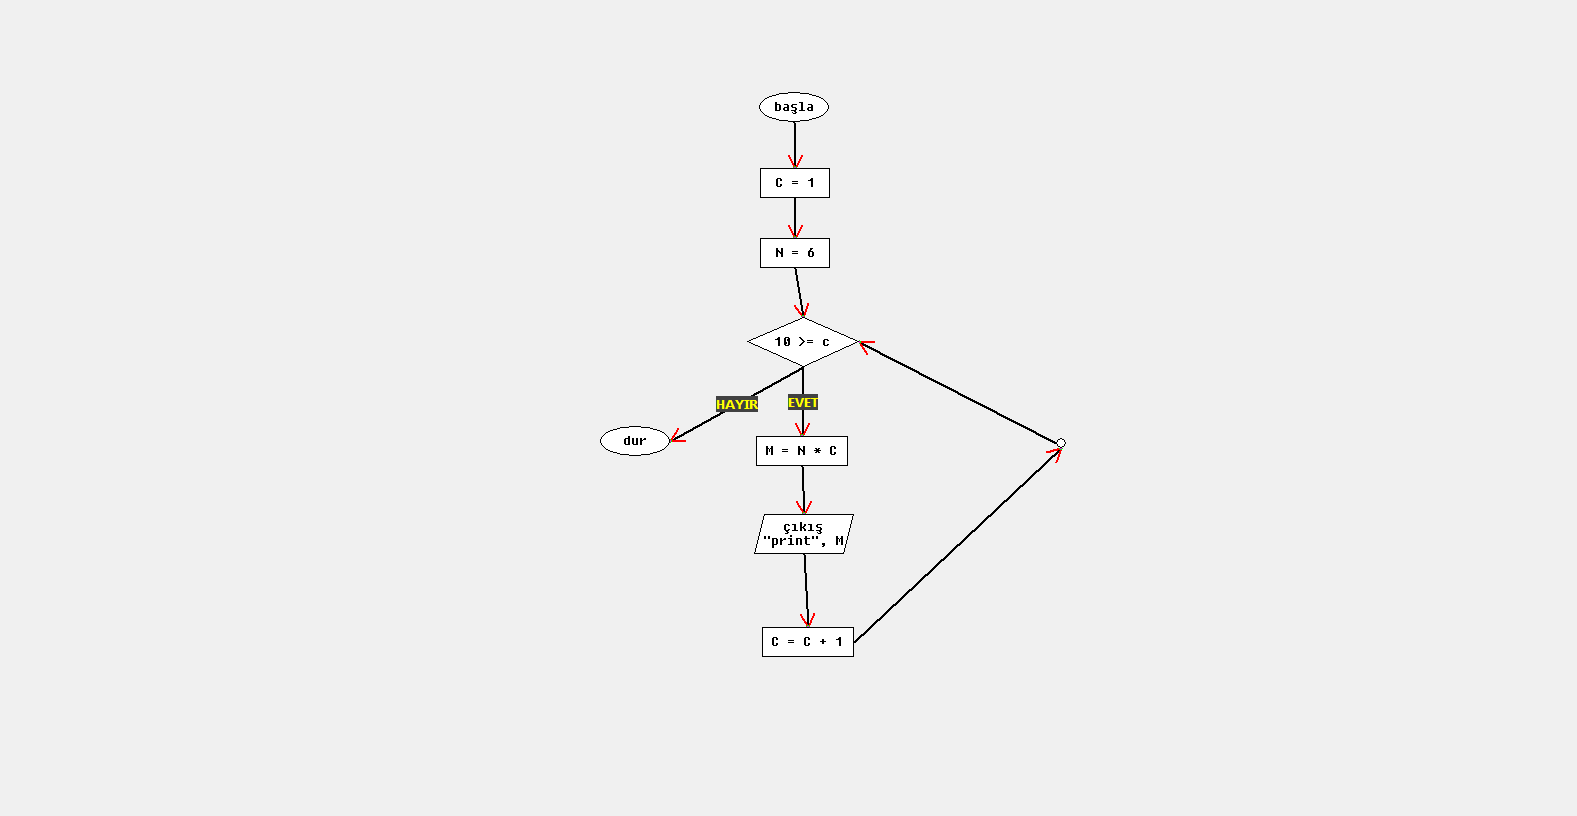 başla
C = 1
N = 6
10 >= c
HAYIR
EVET
dur
M = N * C
çıkış
"print", M
C = C + 1